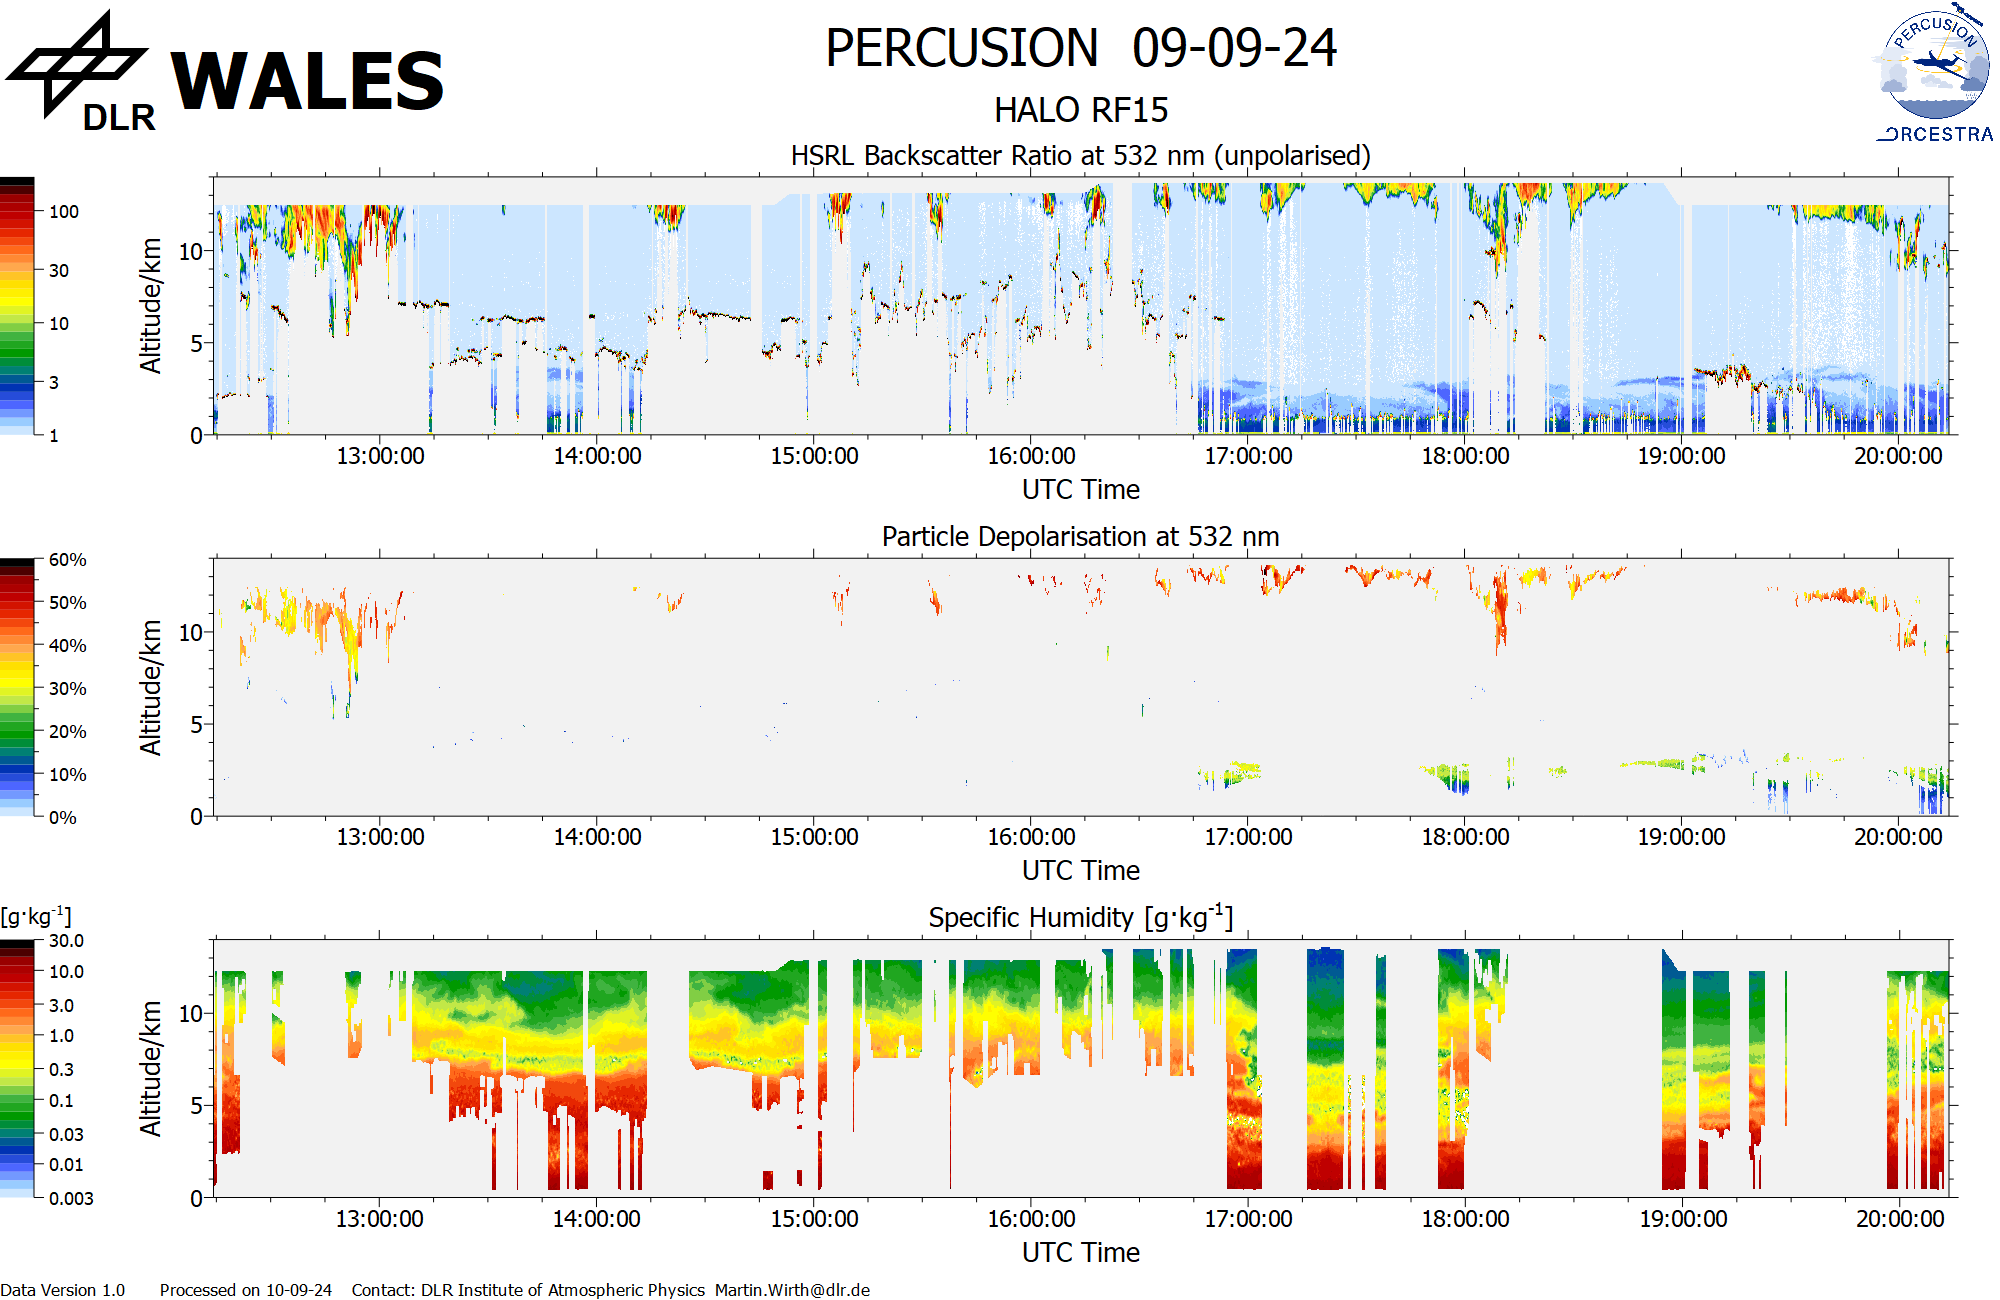 DLR
WALES
PERCUSION 09-09-24
HALO RF15
PERCUSION
ORCESTRA
HSRL Backscatter Ratio at 532 nm (unpolarised)
100
30
10
3
1
Altitude/km
10
5
0
13:00:00 14:00:00 15:00:00 16:00:00 17:00:00 18:00:00 19:00:00 20:00:00
UTC Time
Particle Depolarisation at 532 nm
60%
50%
40%
30%
20%
10%
0%
Altitude/km
10
5
0
13:00:00 14:00:00 15:00:00 16:00:00 17:00:00 18:00:00 19:00:00 20:00:00
UTC Time
[g·kg⁻¹]
Specific Humidity [g·kg⁻¹]
30.0
10.0
3.0
1.0
0.3
0.1
0.03
0.01
0.003
Altitude/km
10
5
0
13:00:00 14:00:00 15:00:00 16:00:00 17:00:00 18:00:00 19:00:00 20:00:00
UTC Time
Data Version 1.0 Processed on 10-09-24 Contact: DLR Institute of Atmospheric Physics Martin.Wirth@dlr.de